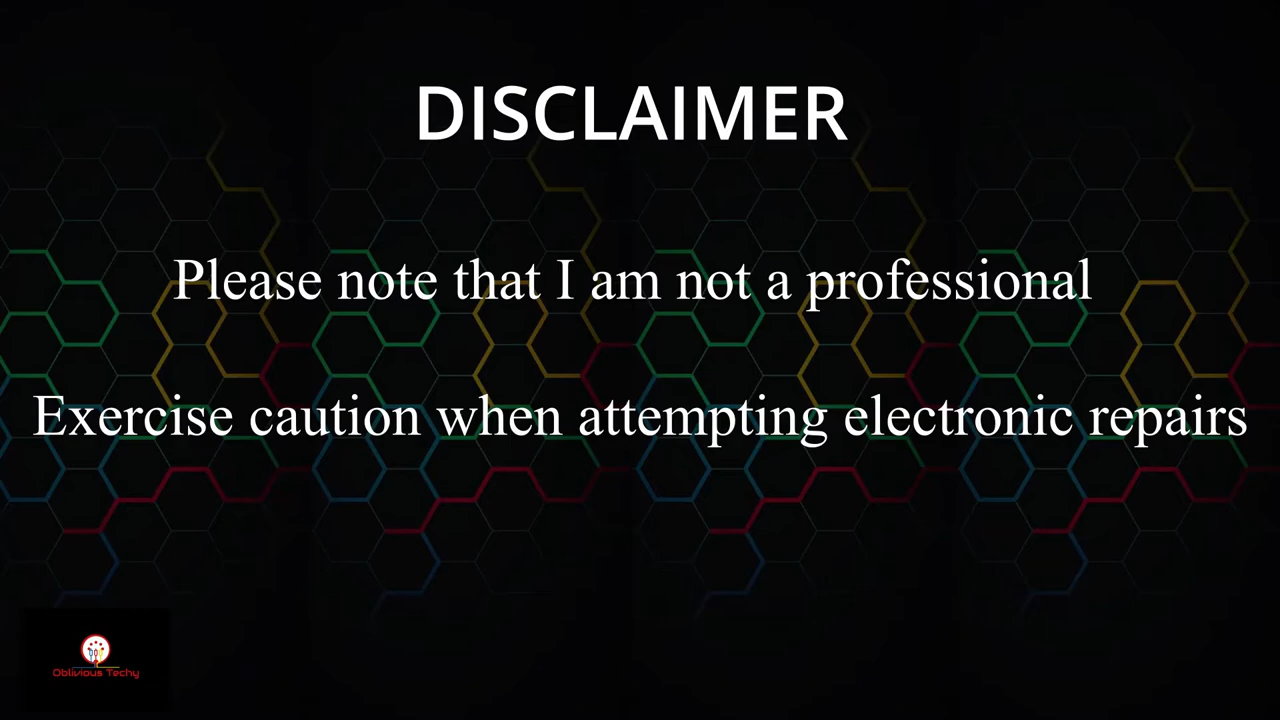 DISCLAIMER
Please note that I am not a professional
Exercise caution when attempting electronic repairs
Oblivious Techy